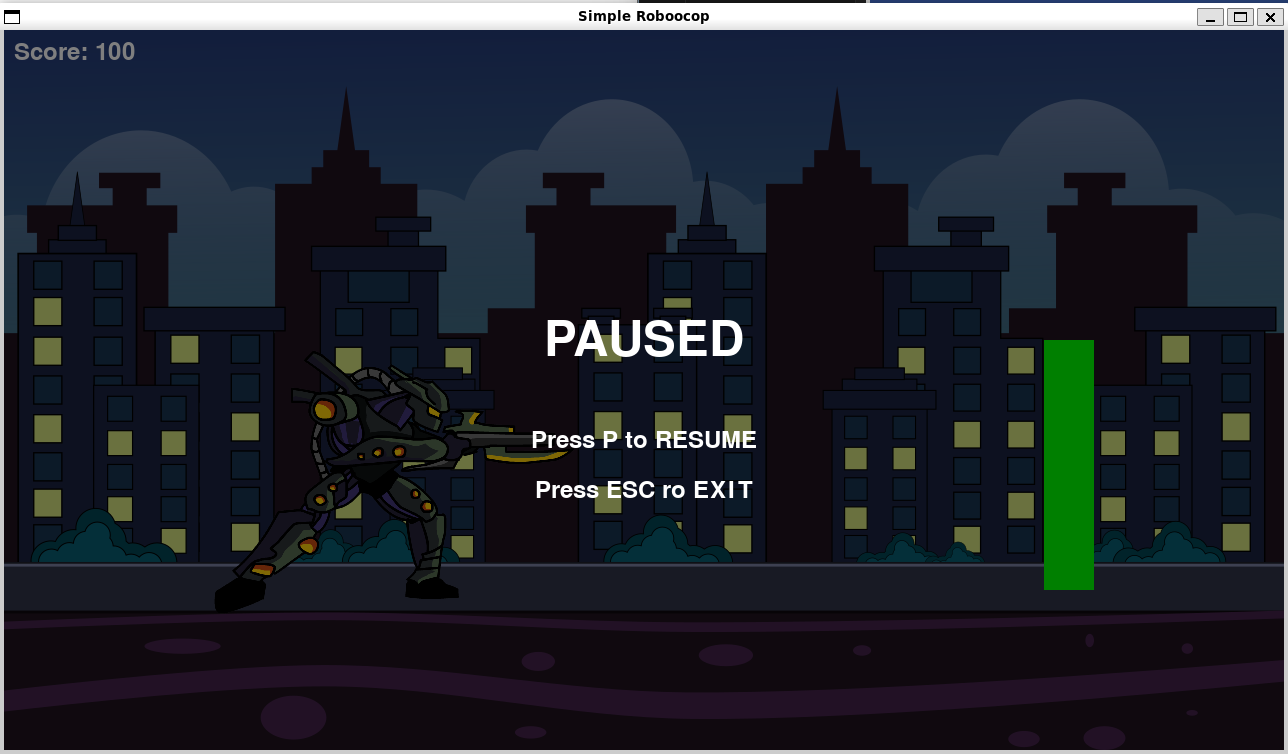 Simple Roboocop
Score: 100
PAUSED
Press P to RESUME
Press ESC ro EXIT